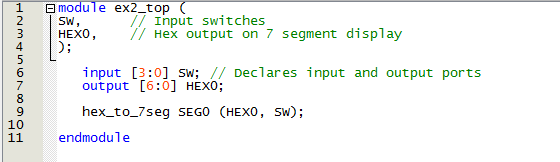 1 module ex2_top (
2 SW, // Input switches
3 HEX0, // Hex output on 7 segment display
4 );
5
6 input [3:0] SW; // Declares input and output ports
7 output [6:0] HEX0;
8
9 hex_to_7seg SEG0 (HEX0, SW);
10
11 endmodule